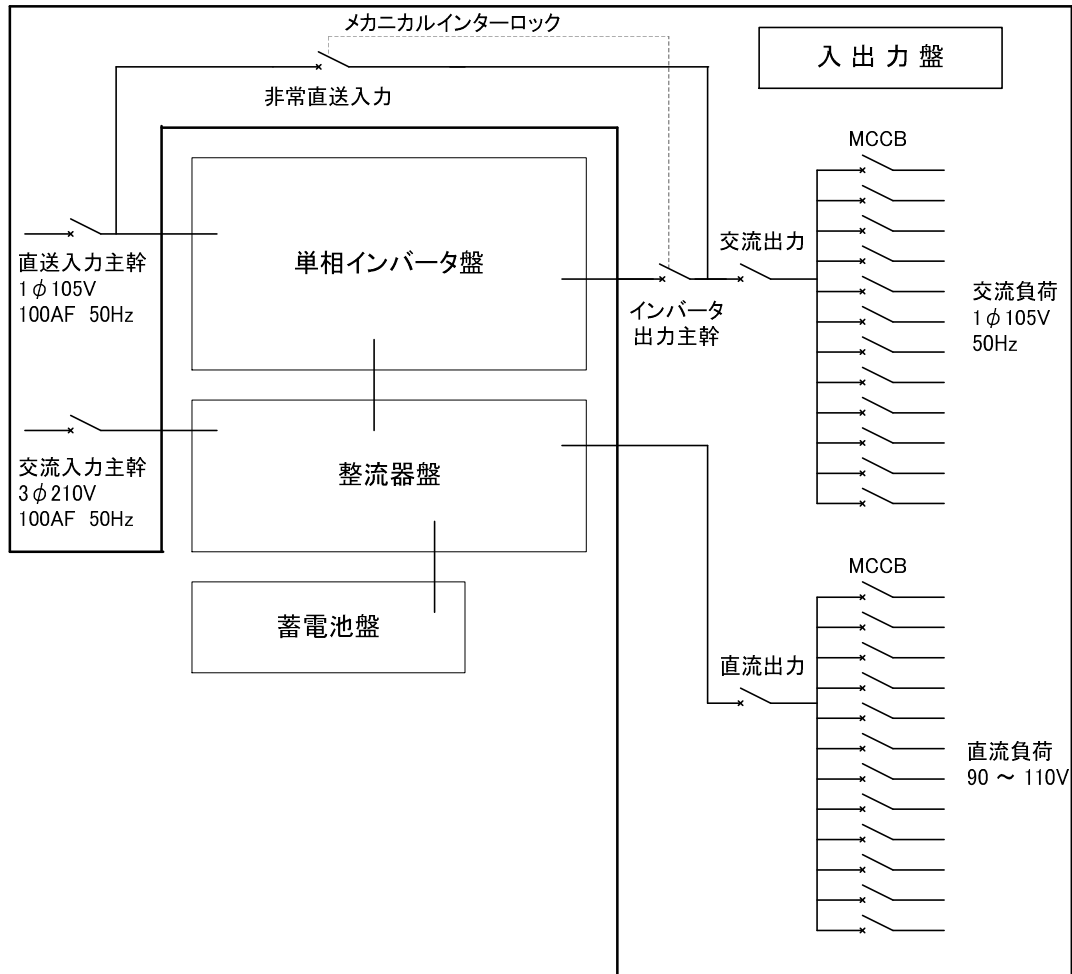 メカニカルインターロック
入出力盤
非常直送入力
MCCB
直送入力主幹
1φ105V
100AF 50Hz
単相インバータ盤
交流出力
インバータ
出力主幹
交流負荷
1φ105V
50Hz
交流入力主幹
3φ210V
100AF 50Hz
整流器盤
MCCB
蓄電池盤
直流出力
直流負荷
90 ～ 110V